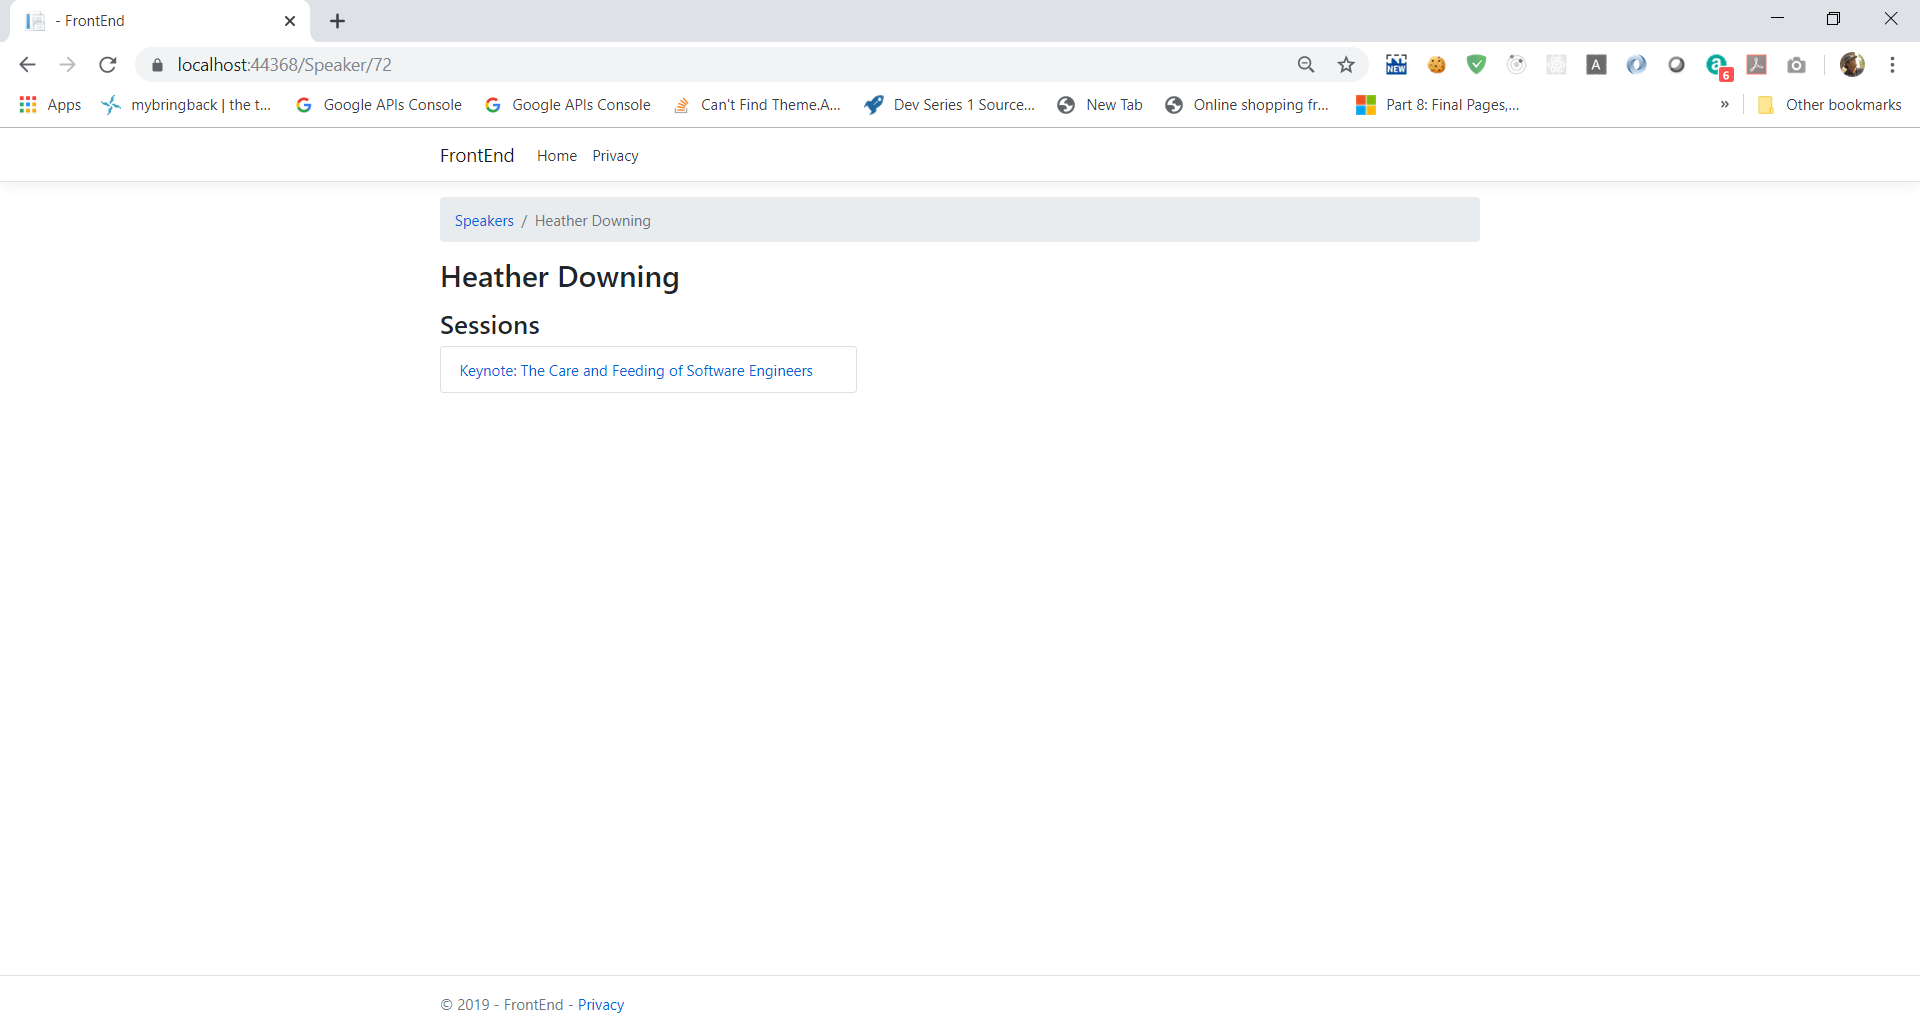 - FrontEnd
localhost:44368/Speaker/72
NEW
A
a
6
Apps
mybringback | the t...
Google APIs Console
Google APIs Console
Can't Find Theme.A...
Dev Series 1 Source...
New Tab
Online shopping fr...
Part 8: Final Pages,...
»
Other bookmarks
FrontEnd Home Privacy
Speakers / Heather Downing
Heather Downing
Sessions
Keynote: The Care and Feeding of Software Engineers
© 2019 - FrontEnd - Privacy